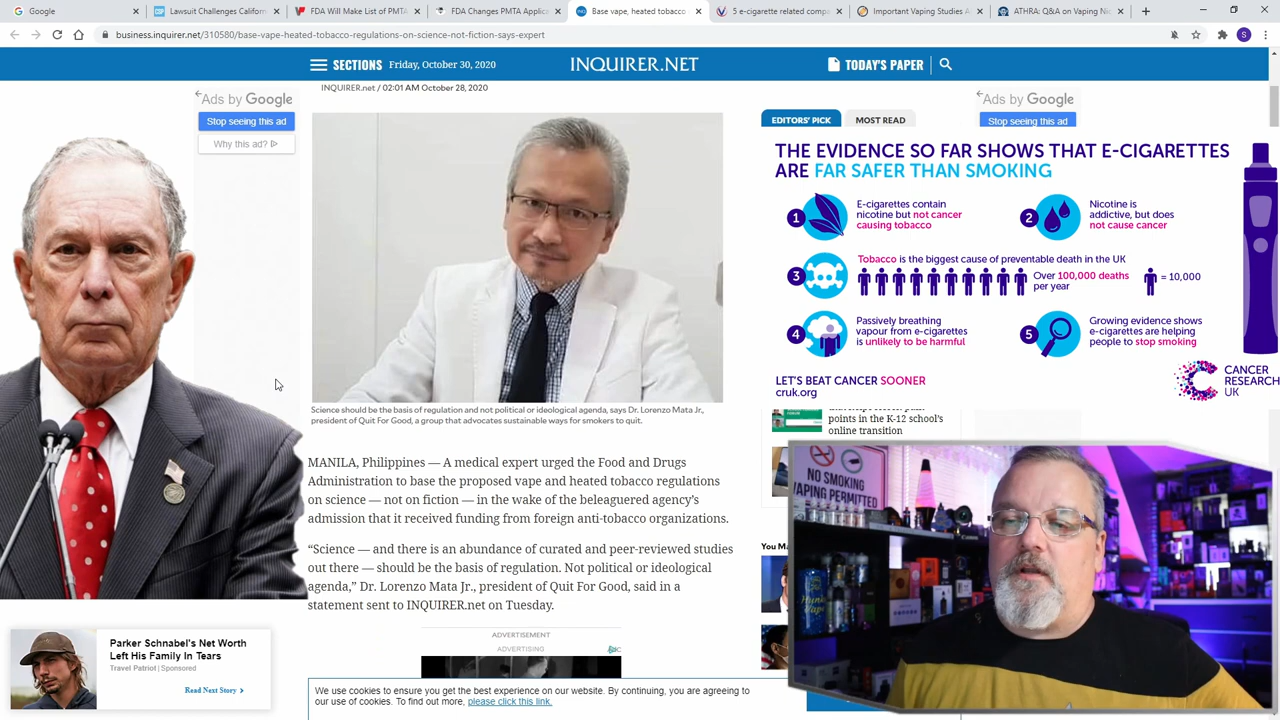 Google
Lawsuit Challenges Californ
FDA Will Make List of PMTA
FDA Changes PMTA Applica
Base vape, heated tobacco
5 e-cigarette related comp
Important Vaping Studies A
ATHRA: Q&A on Vaping Nic
business.inquirer.net/310580/base-vape-heated-tobacco-regulations-on-science-not-fiction-says-expert
S
SECTIONS Friday, October 30, 2020
INQUIRER.NET
TODAY'S PAPER
INQUIRER.net / 02:01 AM October 28, 2020
Ads by Google
Stop seeing this ad
Why this ad?
EDITORS' PICK
MOST READ
Ads by Google
Stop seeing this ad
THE EVIDENCE SO FAR SHOWS THAT E-CIGARETTES
ARE FAR SAFER THAN SMOKING
1
E-cigarettes contain
nicotine but not cancer
causing tobacco
2
Nicotine is
addictive, but does
not cause cancer
3
Tobacco is the biggest cause of preventable death in the UK
Over 100,000 deaths
per year
= 10,000
4
Passively breathing
vapour from e-cigarettes
is unlikely to be harmful
5
Growing evidence shows
e-cigarettes are helping
people to stop smoking
LET'S BEAT CANCER SOONER
cruk.org
CANCER
RESEARCH
UK
Science should be the basis of regulation and not political or ideological agenda, says Dr. Lorenzo Mata Jr.,
president of Quit For Good, a group that advocates sustainable ways for smokers to quit.
points in the K-12 school's
online transition
MANILA, Philippines — A medical expert urged the Food and Drugs
Administration to base the proposed vape and heated tobacco regulations
on science — not on fiction — in the wake of the beleaguered agency's
admission that it received funding from foreign anti-tobacco organizations.
“Science — and there is an abundance of curated and peer-reviewed studies
out there — should be the basis of regulation. Not political or ideological
agenda,” Dr. Lorenzo Mata Jr., president of Quit For Good, said in a
statement sent to INQUIRER.net on Tuesday.
You Ma
NO SMOKING
VAPING PERMITTED
ADVERTISEMENT
ADVERTISING
Parker Schnabel's Net Worth
Left His Family In Tears
Travel Patriot | Sponsored
Read Next Story >
We use cookies to ensure you get the best experience on our website. By continuing, you are agreeing to
our use of cookies. To find out more, please click this link.